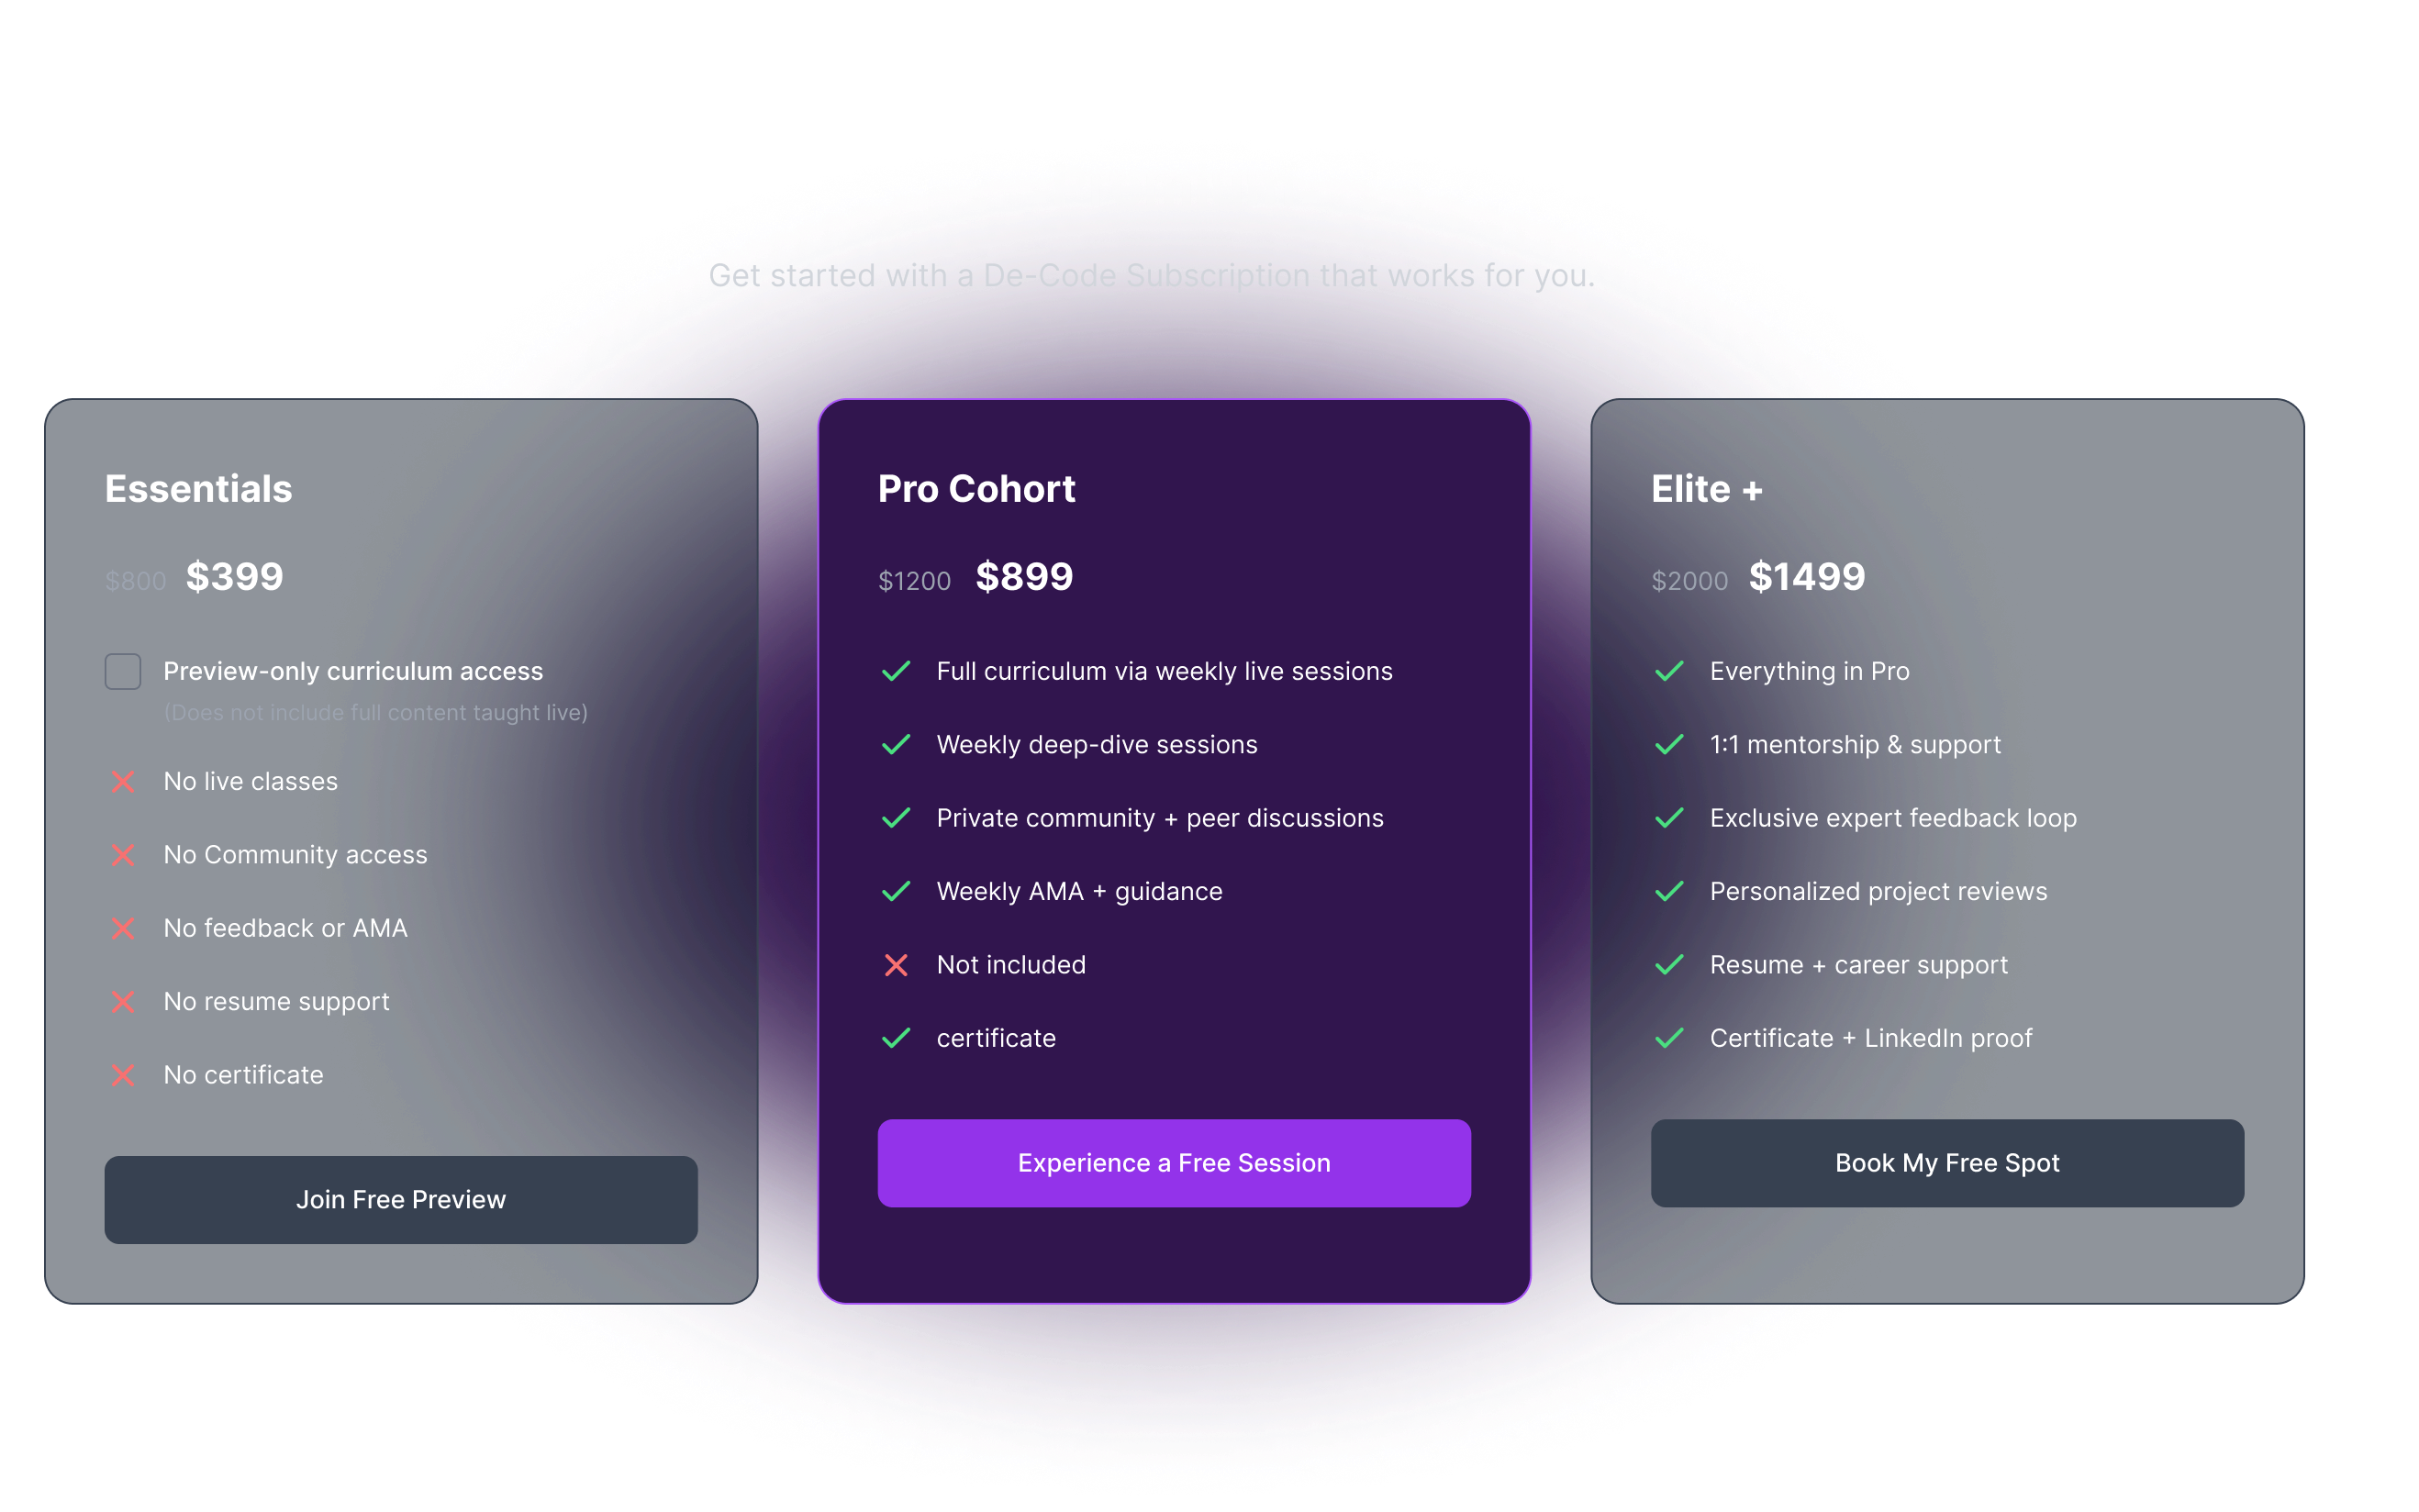 Get started with a De-Code Subscription that works for you.
Essentials
$800 $399
Preview-only curriculum access
(Does not include full content taught live)
No live classes
No Community access
No feedback or AMA
No resume support
No certificate
Join Free Preview
Pro Cohort
$1200 $899
Full curriculum via weekly live sessions
Weekly deep-dive sessions
Private community + peer discussions
Weekly AMA + guidance
Not included
certificate
Experience a Free Session
Elite +
$2000 $1499
Everything in Pro
1:1 mentorship & support
Exclusive expert feedback loop
Personalized project reviews
Resume + career support
Certificate + LinkedIn proof
Book My Free Spot